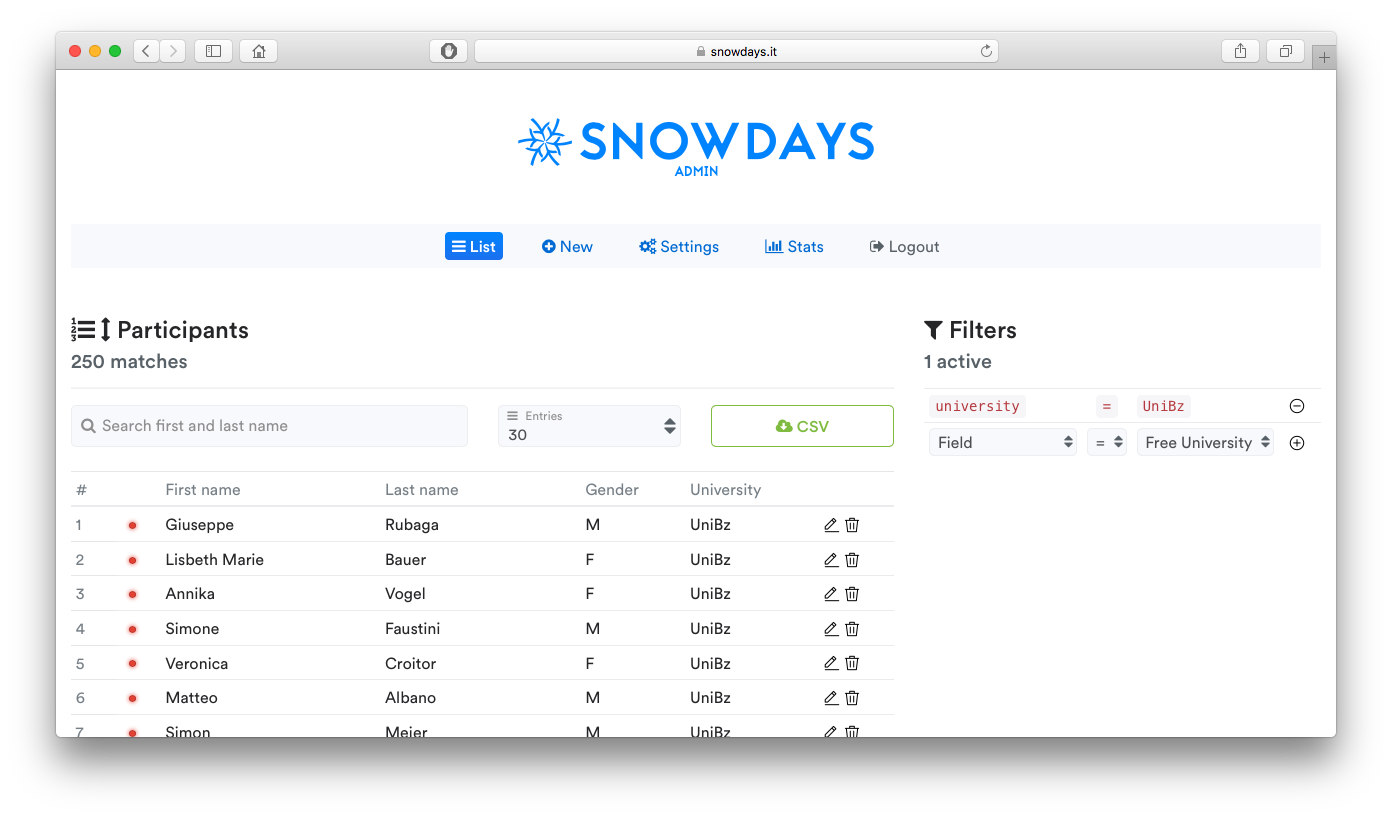 snowdays.it
SNOWDAYS
ADMIN
List New Settings Stats Logout
Participants
250 matches
Search first and last name
Entries
30
CSV
# First name Last name Gender University
1 Giuseppe Rubaga M UniBz
2 Lisbeth Marie Bauer F UniBz
3 Annika Vogel F UniBz
4 Simone Faustini M UniBz
5 Veronica Croitor F UniBz
6 Matteo Albano M UniBz
7 Simon Meier M UniBz
Filters
1 active
university = UniBz
Field = Free University